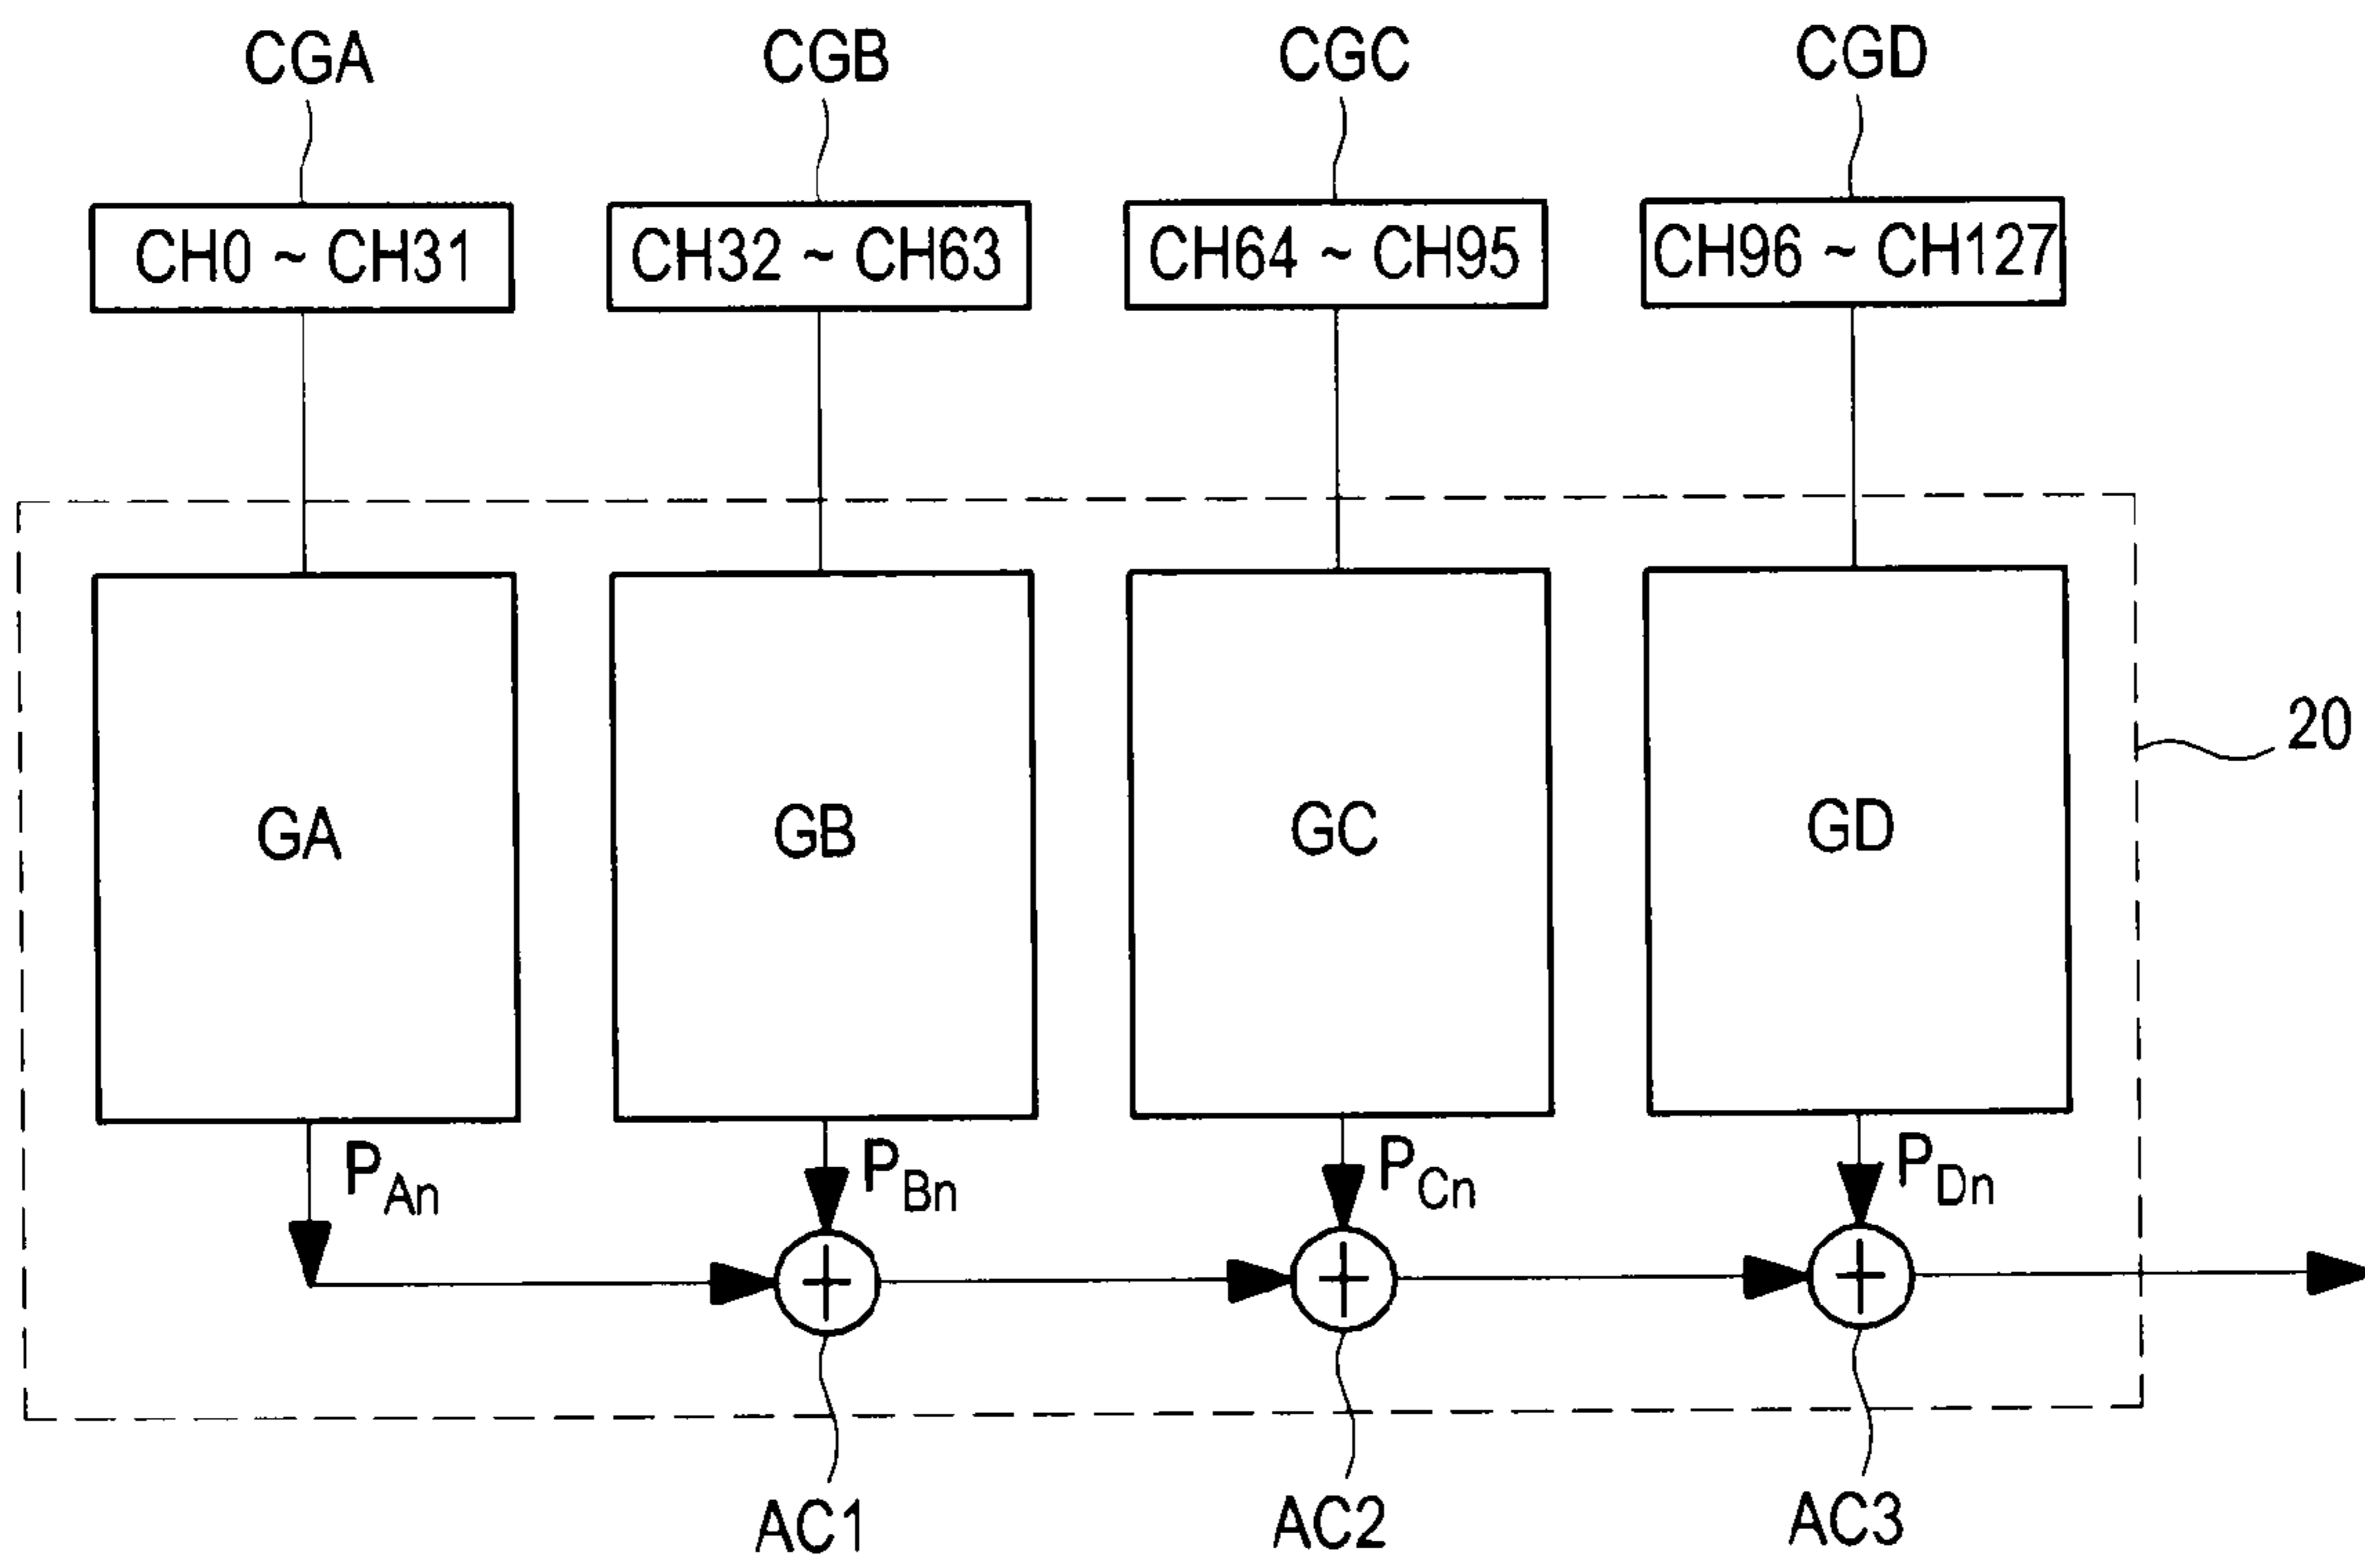 CGA CGB CGC CGD
CH0 ~ CH31 CH32 ~ CH63 CH64 ~ CH95 CH96 ~ CH127
20
GA GB GC GD
PAn PBn PCn PDn
AC1 AC2 AC3